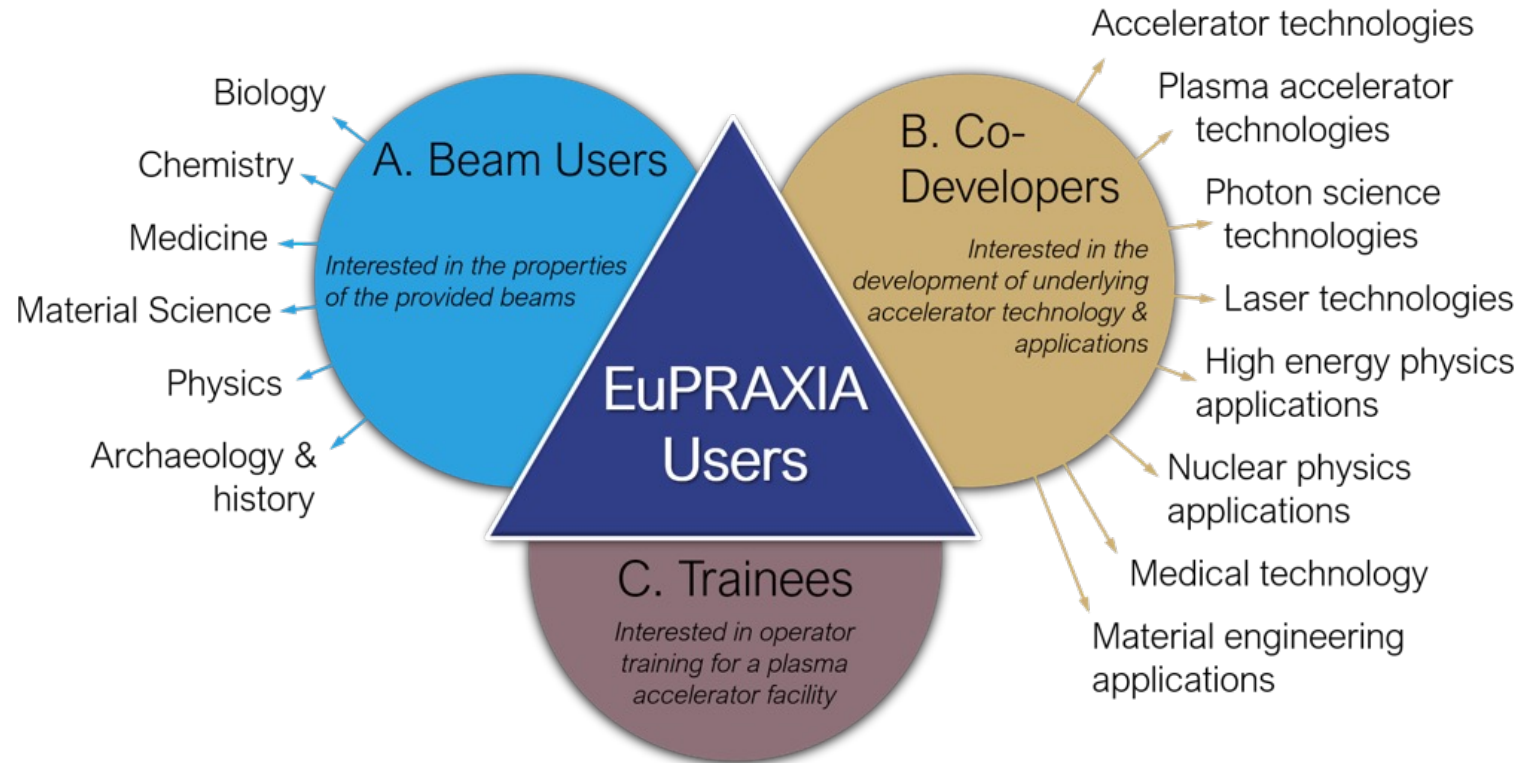 Biology
Chemistry
Medicine
Material Science
Physics
Archaeology &
history
A. Beam Users
Interested in the properties
of the provided beams
EuPRAXIA
Users
B. Co-
Developers
Interested in the
development of underlying
accelerator technology &
applications
Accelerator technologies
Plasma accelerator
technologies
Photon science
technologies
Laser technologies
High energy physics
applications
Nuclear physics
applications
Medical technology
Material engineering
applications
C. Trainees
Interested in operator
training for a plasma
accelerator facility